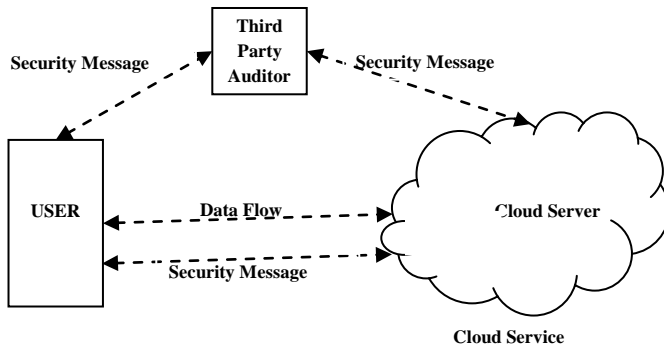 Third
Party
Auditor
Security Message
Security Message
USER
Data Flow
Cloud Server
Security Message
Cloud Service